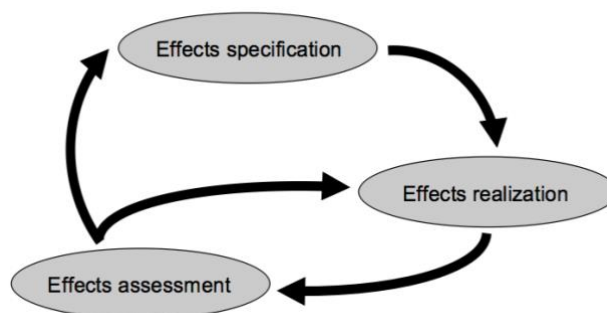 Effects specification
Effects realization
Effects assessment